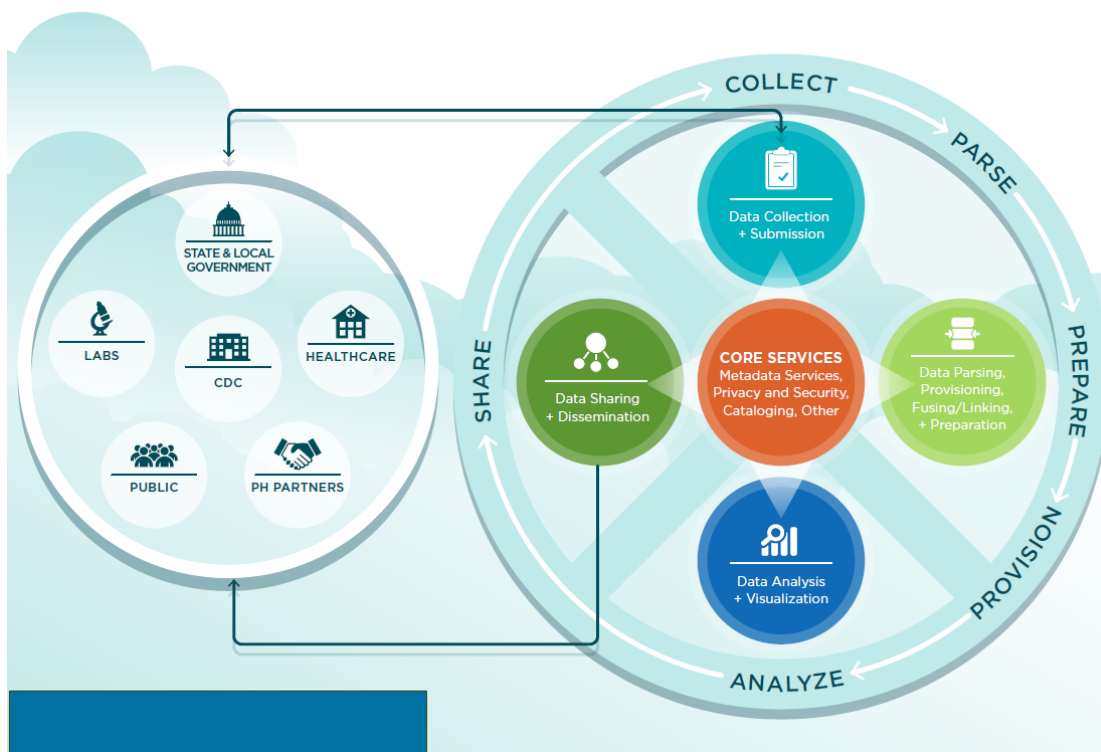 STATE & LOCAL
GOVERNMENT
LABS
CDC
HEALTHCARE
PUBLIC
PH PARTNERS
COLLECT
PARSE
PREPARE
PROVISION
ANALYZE
SHARE
Data Collection
+ Submission
Data Sharing
+ Dissemination
CORE SERVICES
Metadata Services,
Privacy and Security,
Cataloging, Other
Data Parsing,
Provisioning,
Fusing/Linking,
+ Preparation
Data Analysis
+ Visualization